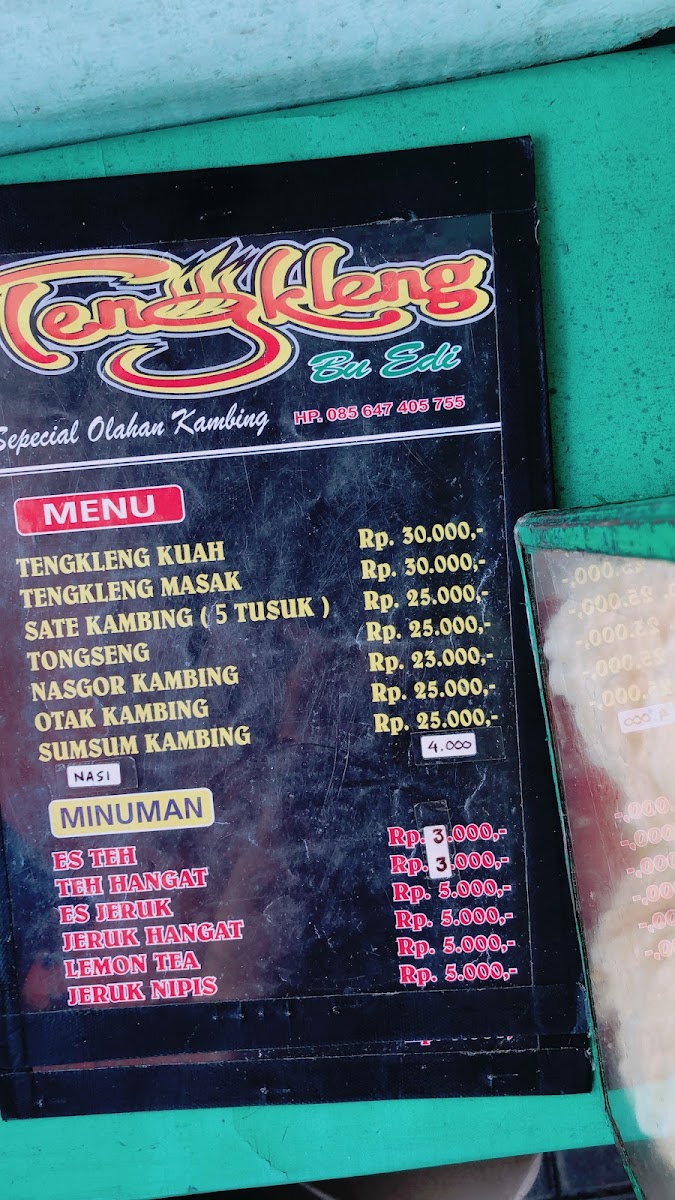 Tengkleng
Bu Edi
Sepecial Olahan Kambing HP. 085 647 405 755
MENU
TENGKLENG KUAH Rp. 30.000,-
TENGKLENG MASAK Rp. 30.000,-
SATE KAMBING ( 5 TUSUK ) Rp. 25.000,-
TONGSENG Rp. 25.000,-
NASGOR KAMBING Rp. 23.000,-
OTAK KAMBING Rp. 25.000,-
SUMSUM KAMBING Rp. 25.000,-
NASI 4.000
MINUMAN
ES TEH Rp. 3.000,-
TEH HANGAT Rp. 3.000,-
ES JERUK Rp. 5.000,-
JERUK HANGAT Rp. 5.000,-
LEMON TEA Rp. 5.000,-
JERUK NIPIS Rp. 5.000,-